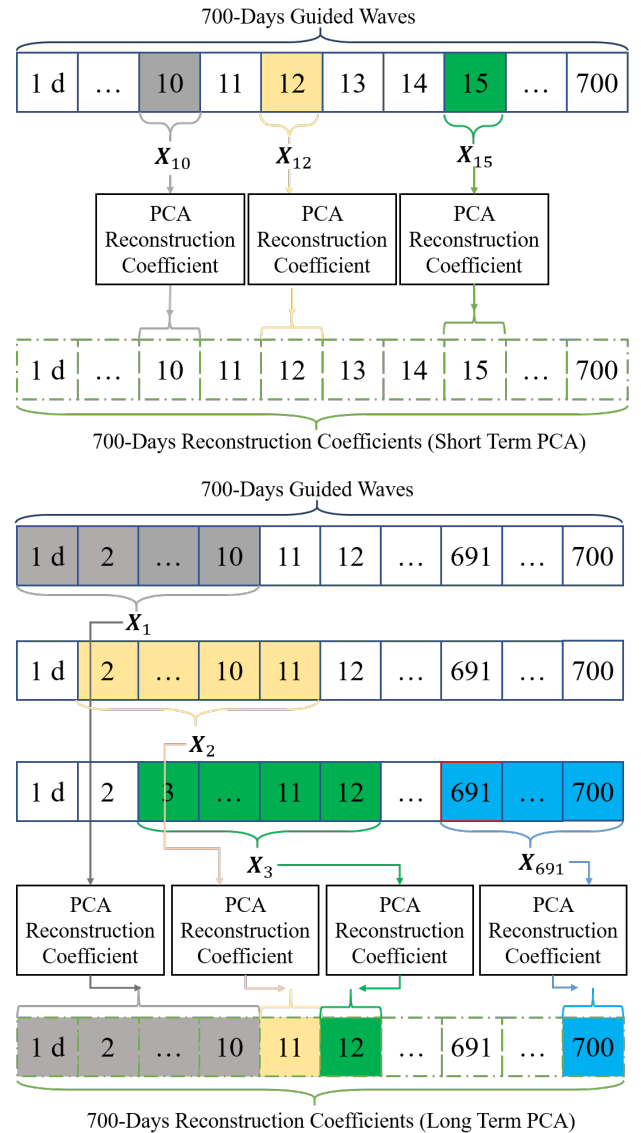 700-Days Guided Waves
1 d … 10 11 12 13 14 15 … 700
X10 X12 X15
PCA PCA PCA
Reconstruction Reconstruction Reconstruction
Coefficient Coefficient Coefficient
1 d … 10 11 12 13 14 15 … 700
700-Days Reconstruction Coefficients (Short Term PCA)
700-Days Guided Waves
1 d 2 … 10 11 12 … 691 … 700
X1
1 d 2 … 10 11 12 … 691 … 700
X2
1 d 2 3 … 11 12 … 691 … 700
X3 X691
PCA PCA PCA PCA
Reconstruction Reconstruction Reconstruction Reconstruction
Coefficient Coefficient Coefficient Coefficient
1 d 2 … 10 11 12 … 691 … 700
700-Days Reconstruction Coefficients (Long Term PCA)